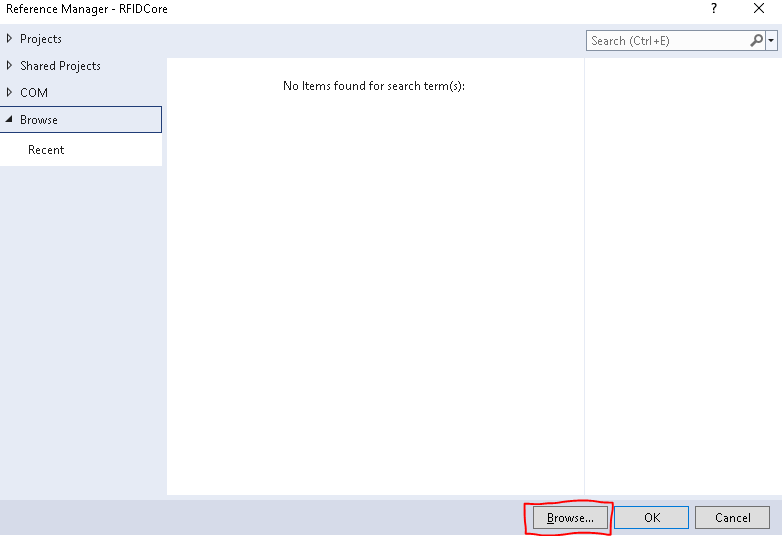 Reference Manager - RFIDCore
?
Projects
Search (Ctrl+E)
Shared Projects
COM
Browse
Recent
No Items found for search term(s):
Browse...
OK
Cancel